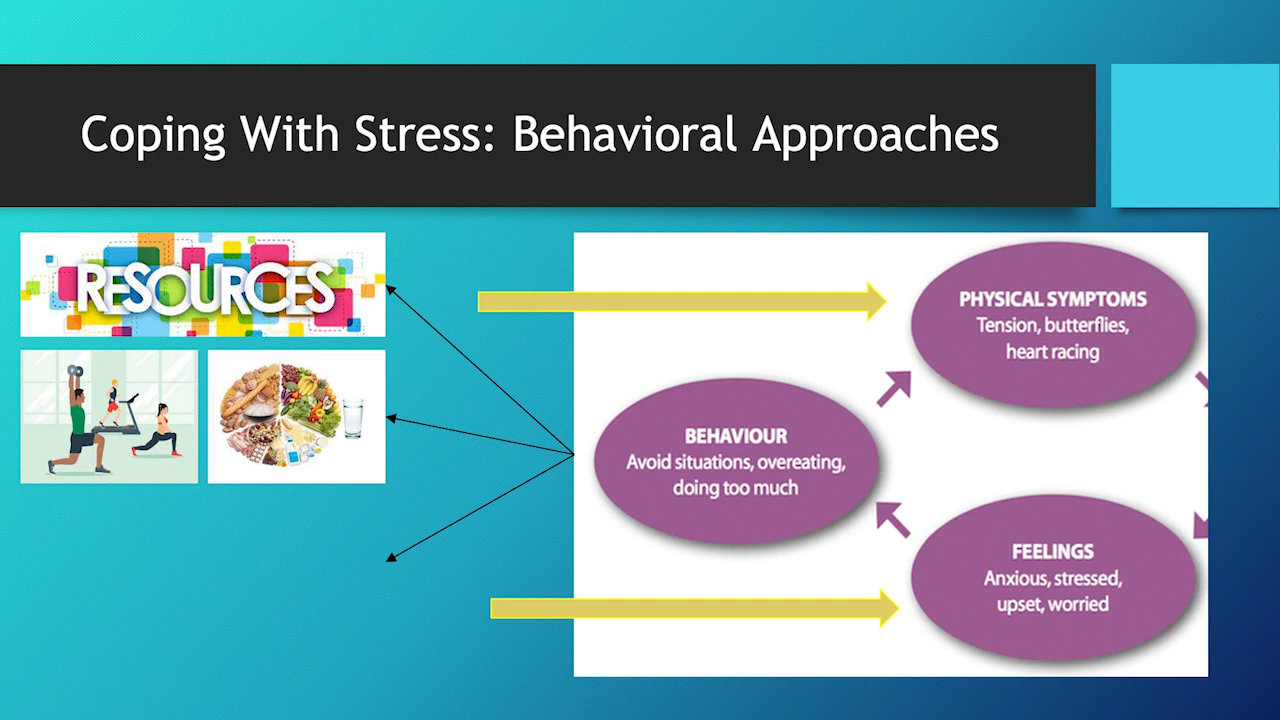 Coping With Stress: Behavioral Approaches
RESOURCES
PHYSICAL SYMPTOMS
Tension, butterflies,
heart racing
BEHAVIOUR
Avoid situations, overeating,
doing too much
FEELINGS
Anxious, stressed,
upset, worried